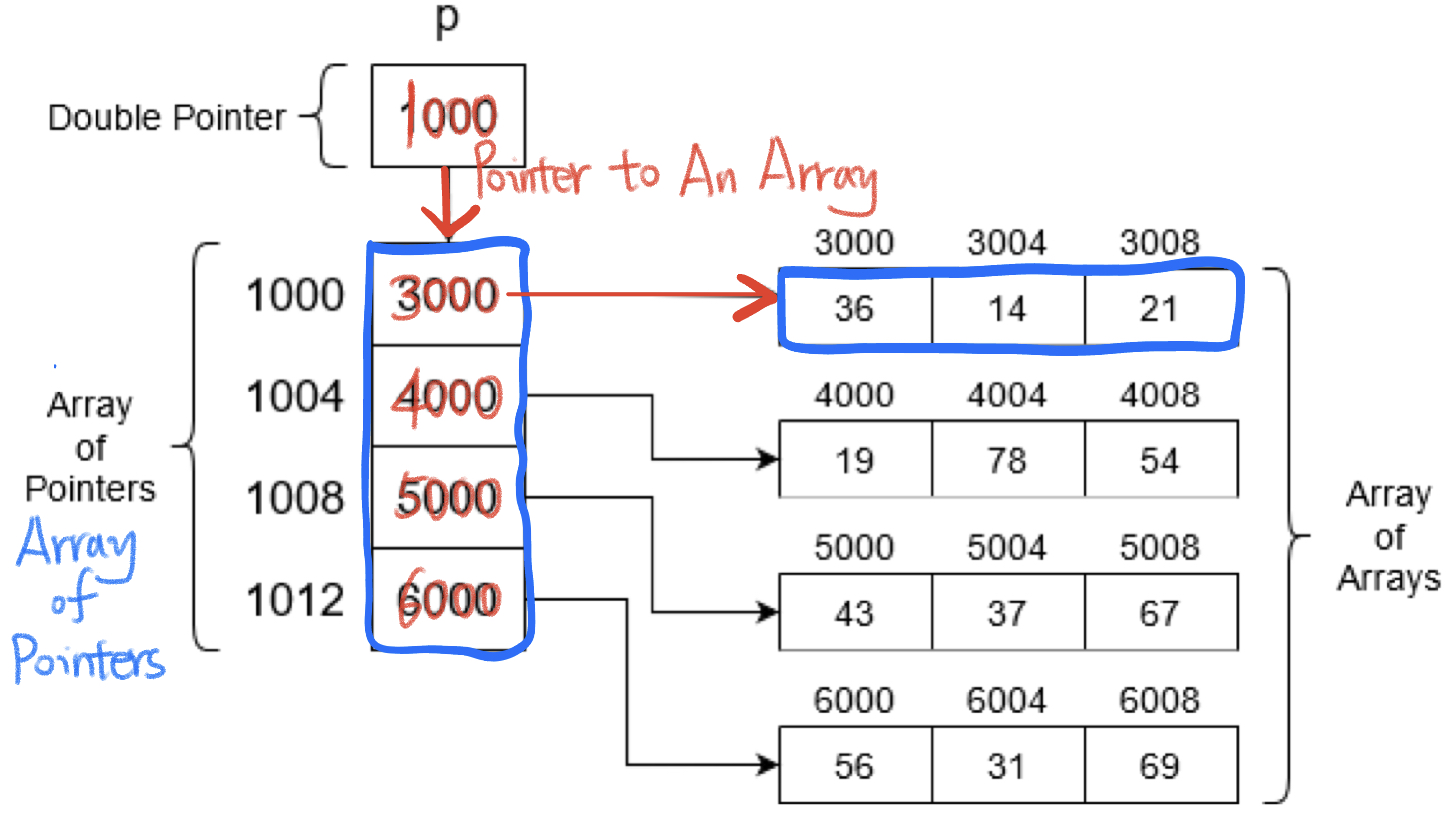 p
Double Pointer
1000
Pointer to An Array
3000 3004 3008
1000 3000
36 14 21
1004 4000
4000 4004 4008
Array
of
Pointers
19 78 54
1008 5000
Array
of
Pointers
5000 5004 5008
1012 6000
43 37 67
Array
of
Arrays
6000 6004 6008
56 31 69